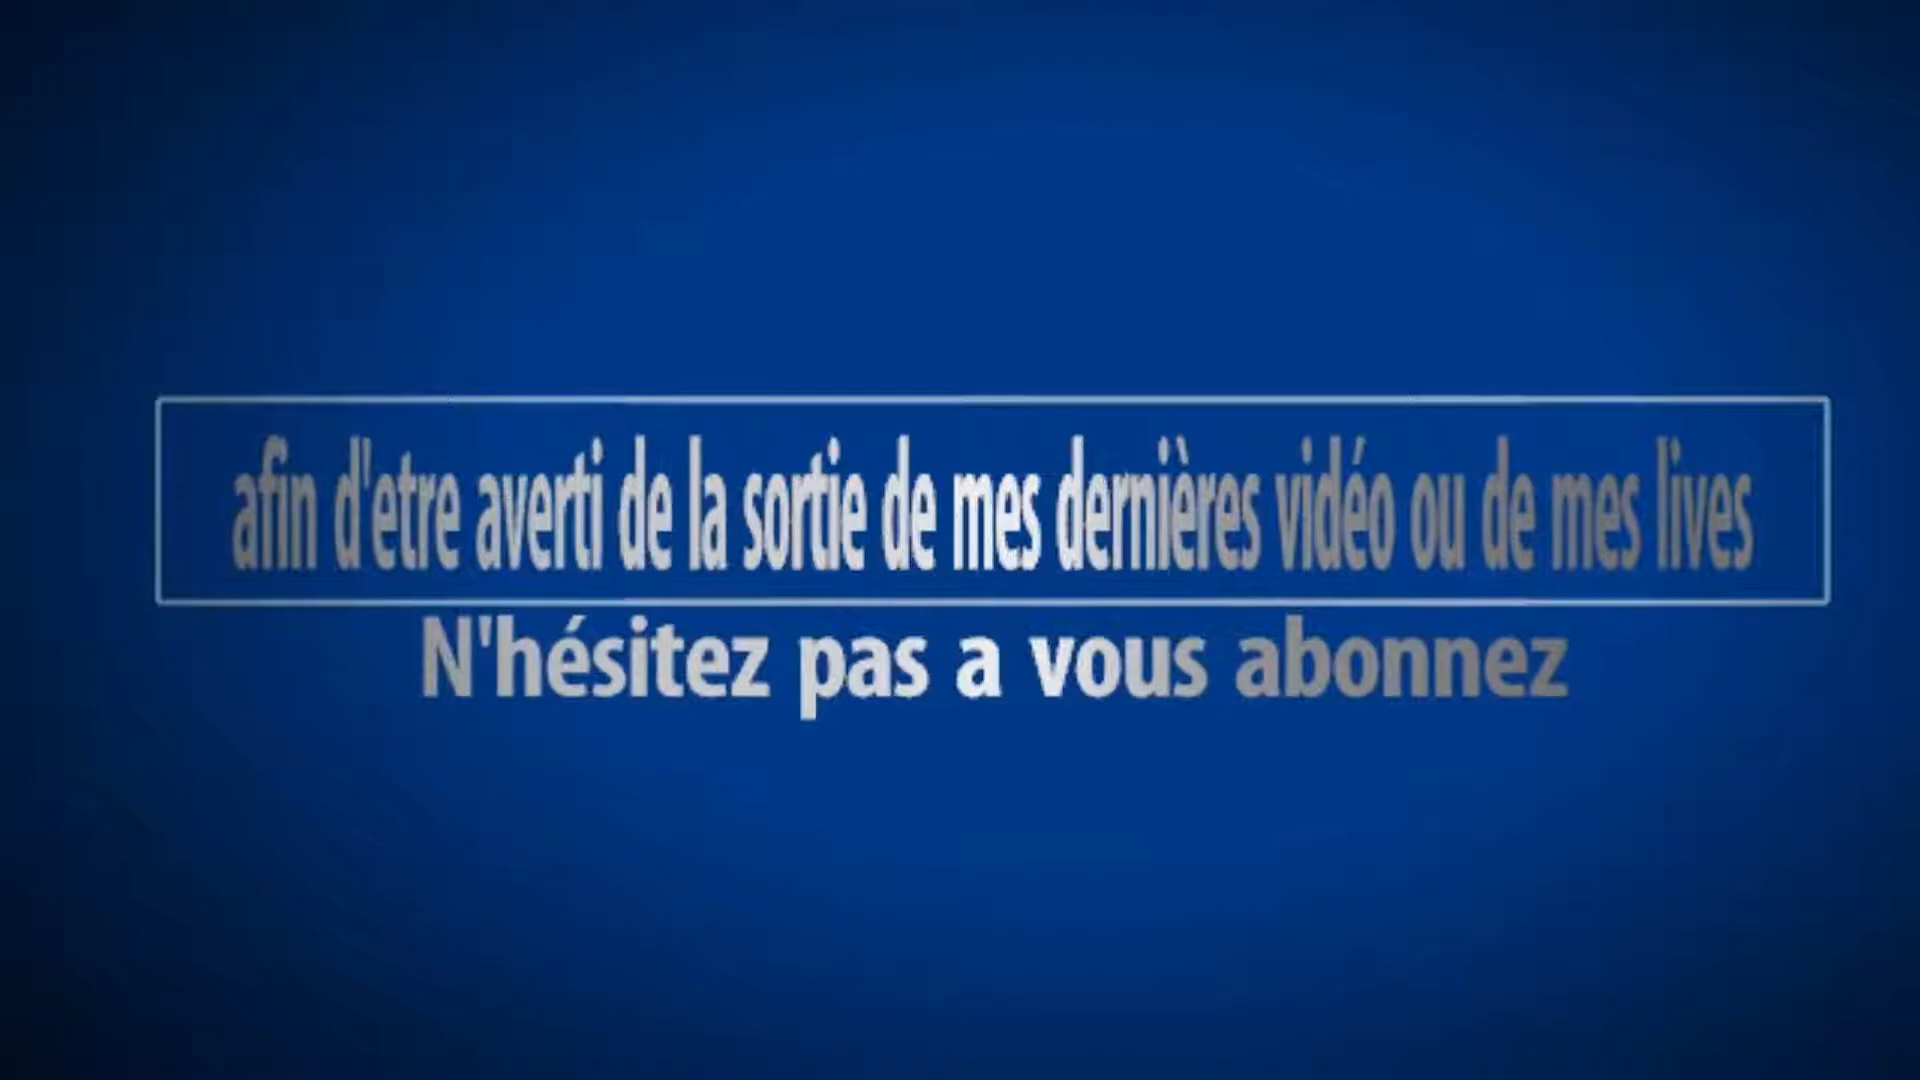 afin d'etre averti de la sortie de mes dernières vidéo ou de mes lives
N'hésitez pas a vous abonnez